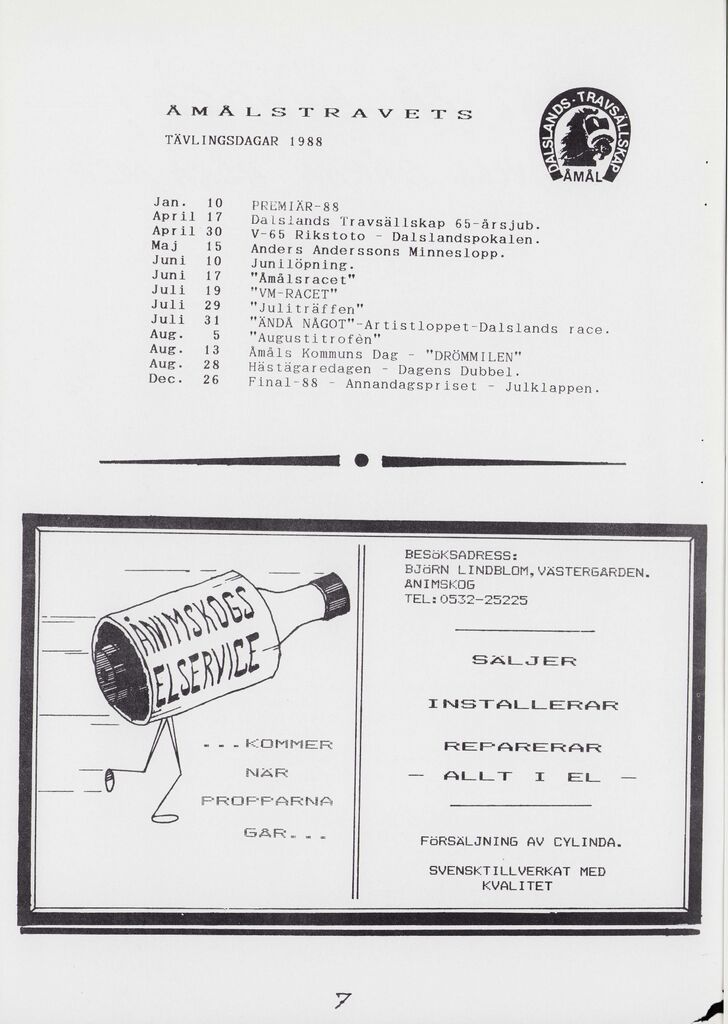 ÅMÅLSTRAVETS
TÄVLINGSDAGAR 1988
DALSLANDS-TRAVSÄLLSKAP
ÅMÅL
Jan. 10 PREMIÄR-88
April 17 Dalslands Travsällskap 65-årsjub.
April 30 V-65 Rikstoto - Dalslandspokalen.
Maj 15 Anders Anderssons Minneslopp.
Juni 10 Junilöpning.
Juni 17 "Åmålsracet"
Juli 19 "VM-RACET"
Juli 29 "Juliträffen"
Juli 31 "ÄNDÅ NÅGOT"-Artistloppet-Dalslands race.
Aug. 5 "Augustitrofèn"
Aug. 13 Åmåls Kommuns Dag - "DRÖMMILEN"
Aug. 28 Hästägaredagen - Dagens Dubbel.
Dec. 26 Final-88 - Annandagspriset - Julklappen.
ÄNIMSKOGS
ELSERVICE
...KOMMER
NÄR
PROPPARNA
GÅR...
BESÖKSADRESS:
BJÖRN LINDBLOM, VÄSTERGÅRDEN.
ÄNIMSKOG
TEL: 0532-25225
SÄLJER
INSTALLERAR
REPARERAR
- ALLT I EL -
FÖRSÄLJNING AV CYLINDA.
SVENSKTILLVERKAT MED
KVALITET
7